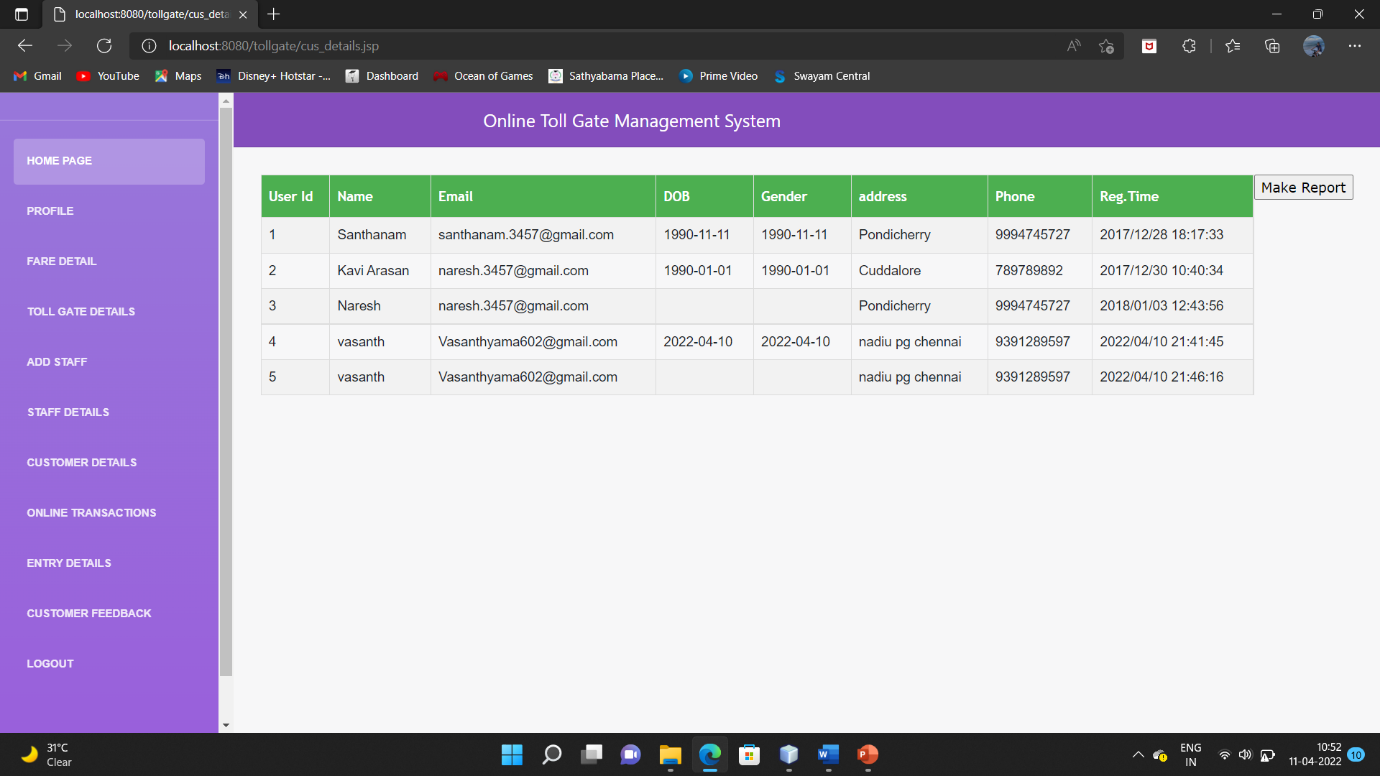 localhost:8080/tollgate/cus_deta
localhost:8080/tollgate/cus_details.jsp
Gmail YouTube Maps Disney+ Hotstar -... Dashboard Ocean of Games Sathyabama Place... Prime Video Swayam Central
Online Toll Gate Management System
HOME PAGE
PROFILE
FARE DETAIL
TOLL GATE DETAILS
ADD STAFF
STAFF DETAILS
CUSTOMER DETAILS
ONLINE TRANSACTIONS
ENTRY DETAILS
CUSTOMER FEEDBACK
LOGOUT
User Id Name Email DOB Gender address Phone Reg.Time
Make Report
1 Santhanam santhanam.3457@gmail.com 1990-11-11 1990-11-11 Pondicherry 9994745727 2017/12/28 18:17:33
2 Kavi Arasan naresh.3457@gmail.com 1990-01-01 1990-01-01 Cuddalore 789789892 2017/12/30 10:40:34
3 Naresh naresh.3457@gmail.com Pondicherry 9994745727 2018/01/03 12:43:56
4 vasanth Vasanthyama602@gmail.com 2022-04-10 2022-04-10 nadiu pg chennai 9391289597 2022/04/10 21:41:45
5 vasanth Vasanthyama602@gmail.com nadiu pg chennai 9391289597 2022/04/10 21:46:16
31°C
Clear
ENG
IN
10:52
11-04-2022
10